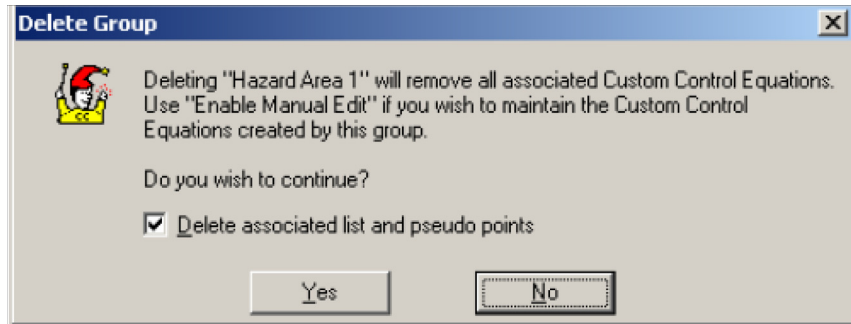 Delete Group
Deleting "Hazard Area 1" will remove all associated Custom Control Equations.
Use "Enable Manual Edit" if you wish to maintain the Custom Control
Equations created by this group.
Do you wish to continue?
Delete associated list and pseudo points
Yes
No